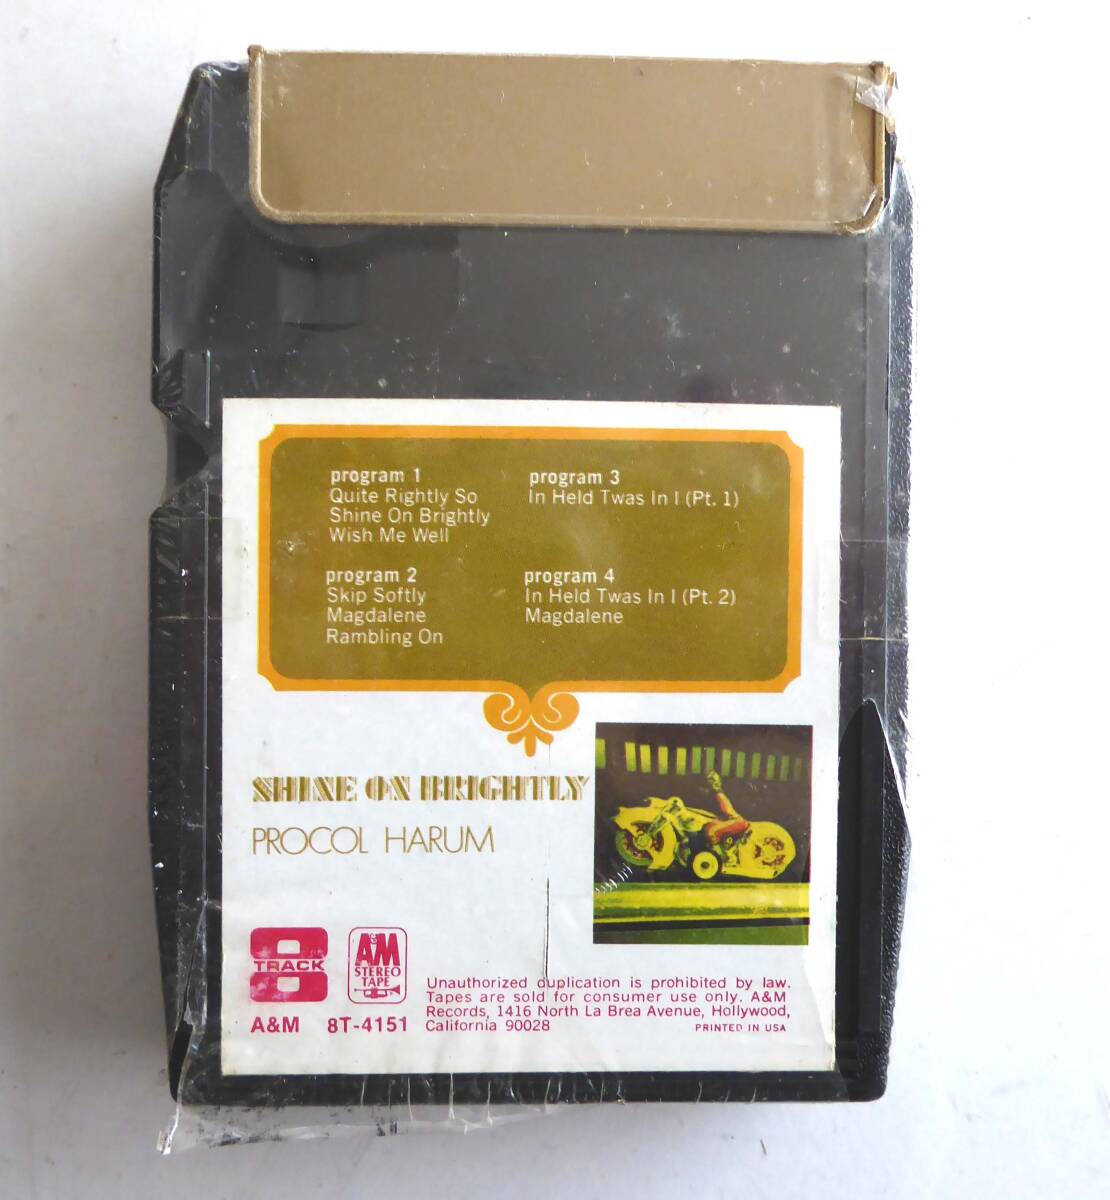 program 1
Quite Rightly So
Shine On Brightly
Wish Me Well
program 2
Skip Softly
Magdalene
Rambling On
program 3
In Held Twas In I (Pt. 1)
program 4
In Held Twas In I (Pt. 2)
Magdalene
SHINE ON BRIGHTLY
PROCOL HARUM
8
TRACK
A&M
STEREO
TAPE
A&M 8T-4151
Unauthorized duplication is prohibited by law.
Tapes are sold for consumer use only. A&M
Records, 1416 North La Brea Avenue, Hollywood,
California 90028
PRINTED IN USA